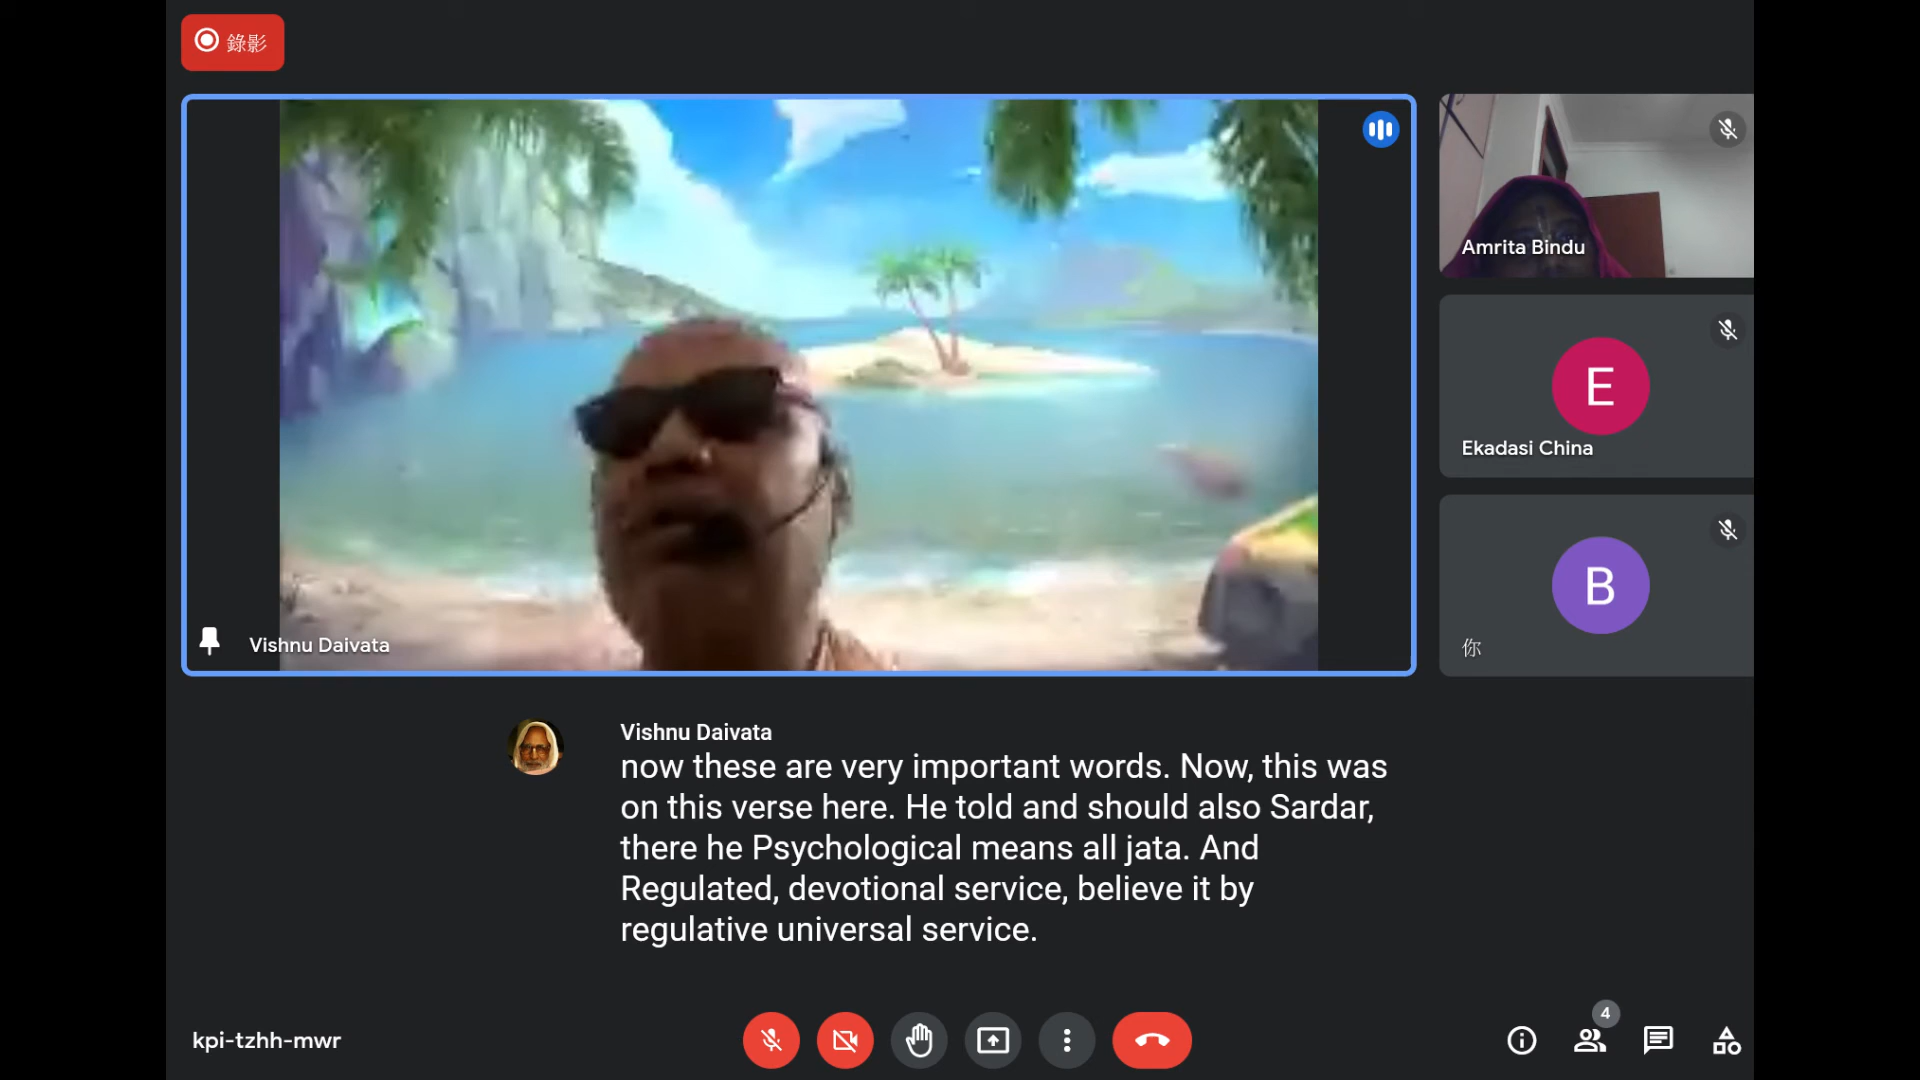 錄影
Vishnu Daivata
Amrita Bindu
E
Ekadasi China
B
你
Vishnu Daivata
now these are very important words. Now, this was
on this verse here. He told and should also Sardar,
there he Psychological means all jata. And
Regulated, devotional service, believe it by
regulative universal service.
kpi-tzhh-mwr
4